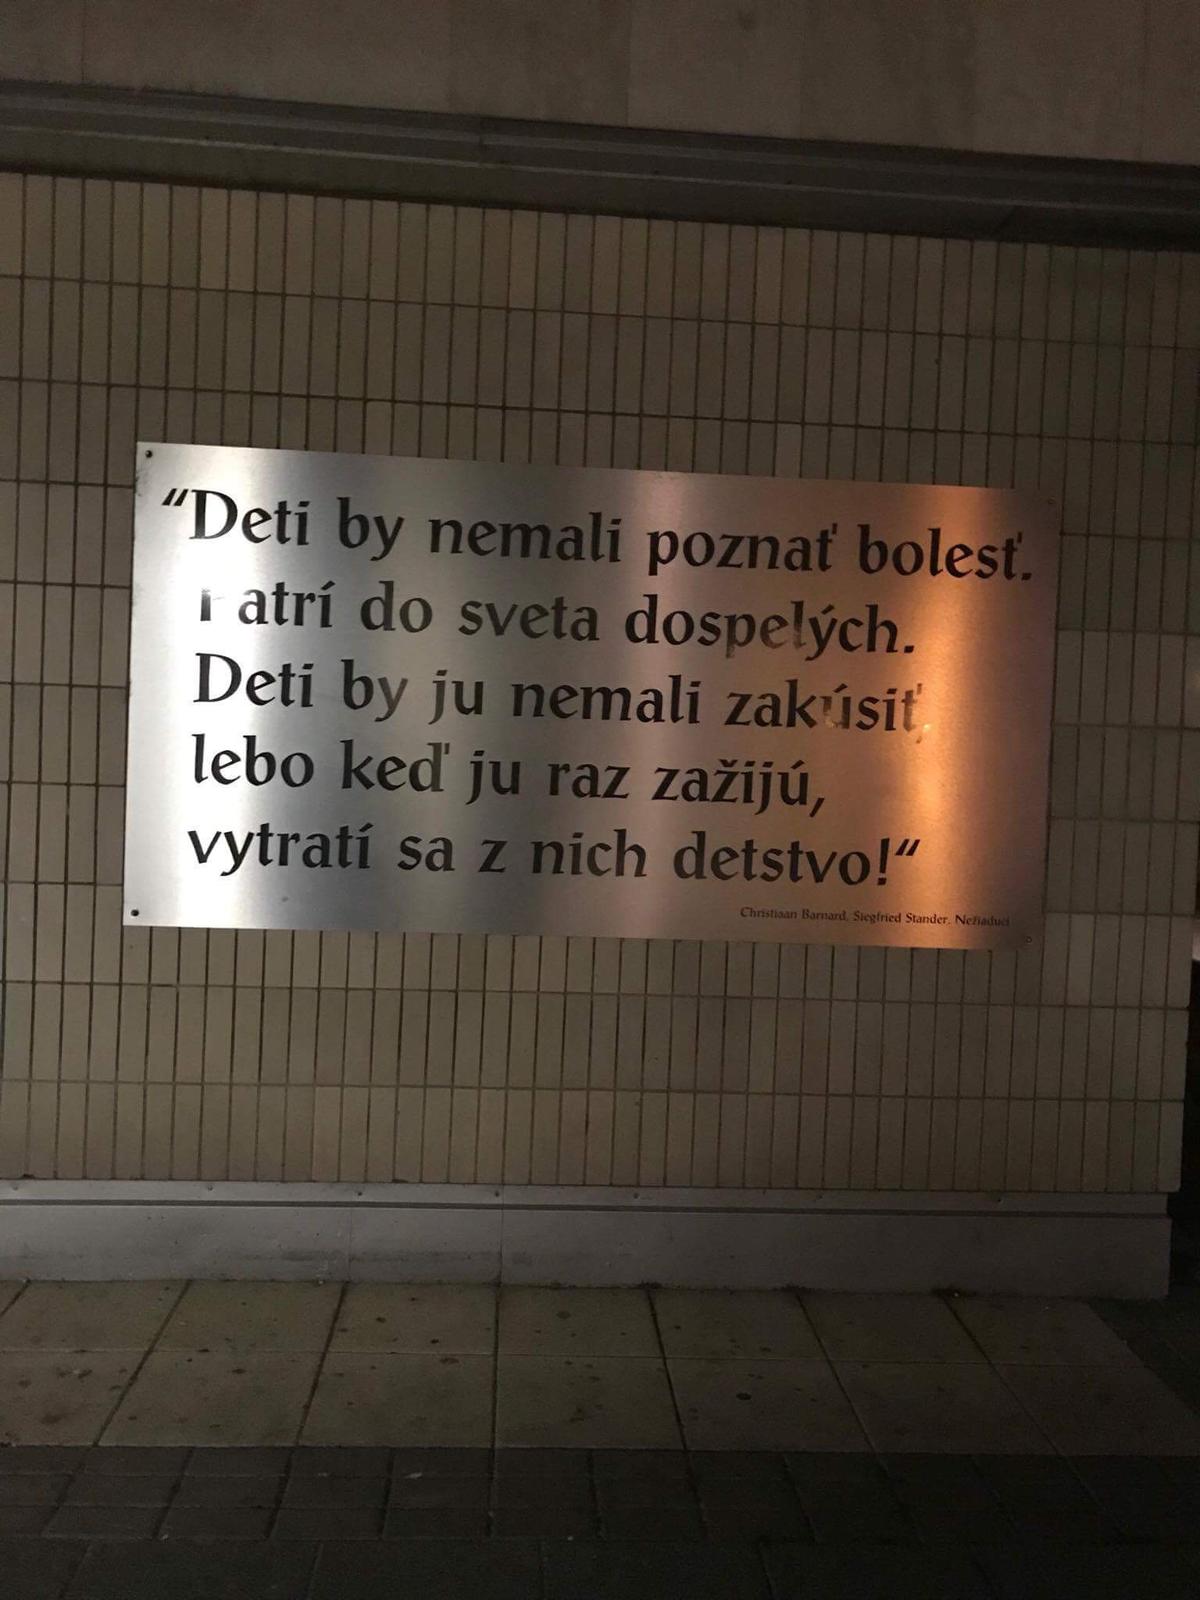 “Deti by nemali poznať bolesť.
Patrí do sveta dospelých.
Deti by ju nemali zakúsiť,
lebo keď ju raz zažijú,
vytratí sa z nich detstvo!“
Christiaan Barnard, Siegfried Stander, Nežiaduci